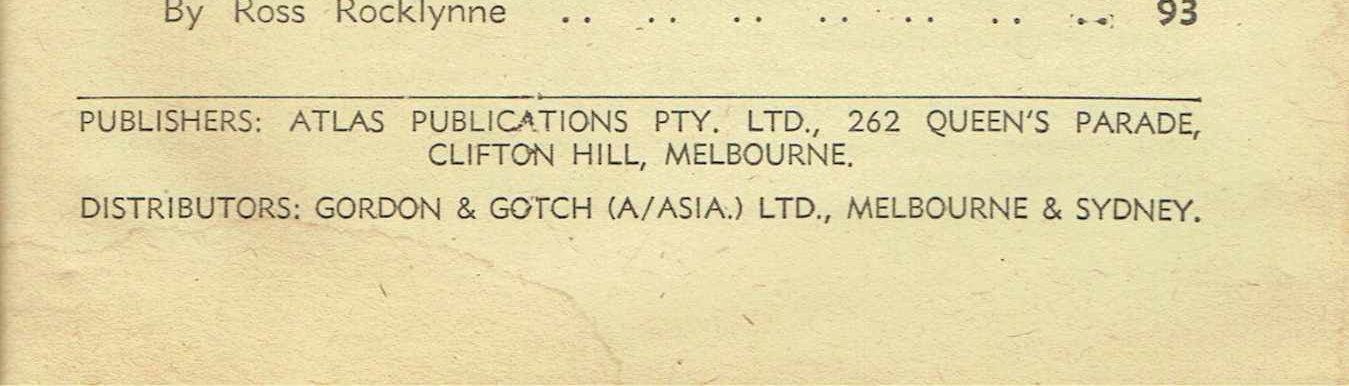 By Ross Rocklynne .. .. .. .. .. .. .. 93
PUBLISHERS: ATLAS PUBLICATIONS PTY. LTD., 262 QUEEN'S PARADE,
CLIFTON HILL, MELBOURNE.
DISTRIBUTORS: GORDON & GOTCH (A/ASIA.) LTD., MELBOURNE & SYDNEY.